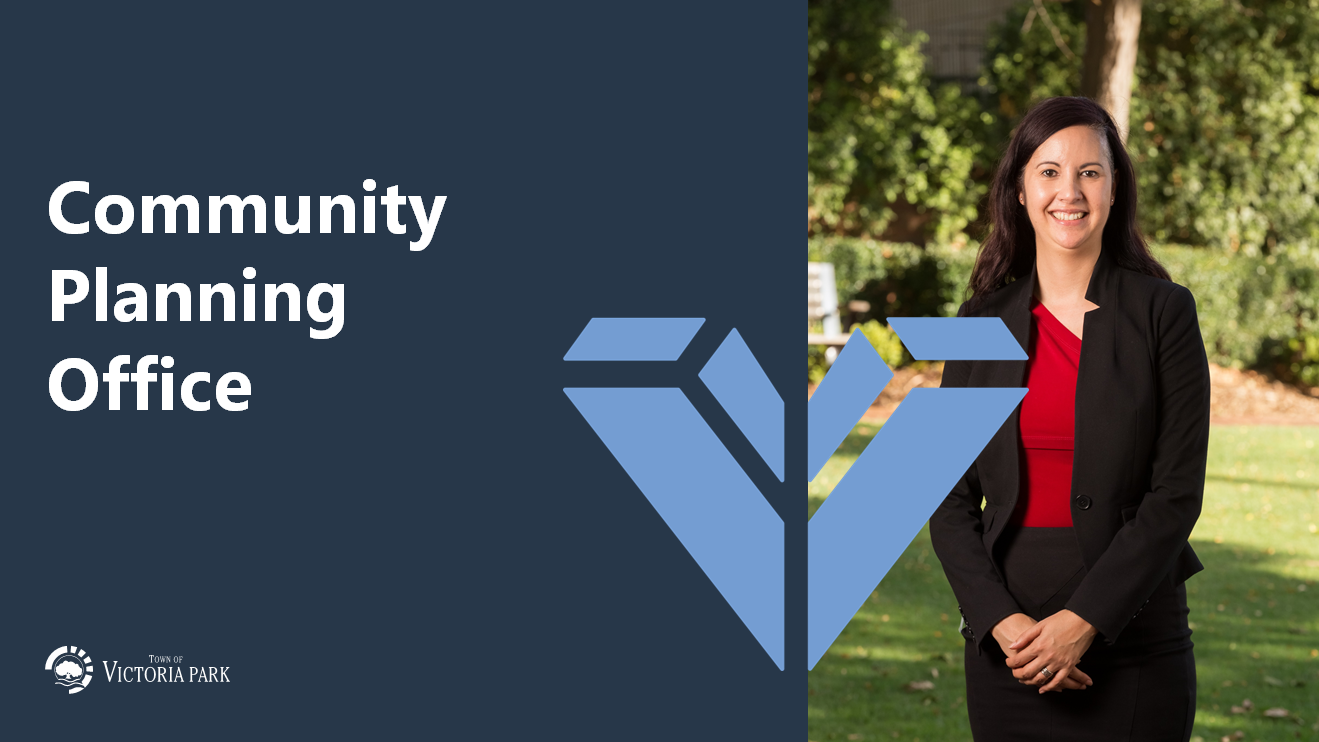 Community
Planning
Office
TOWN OF
VICTORIA PARK